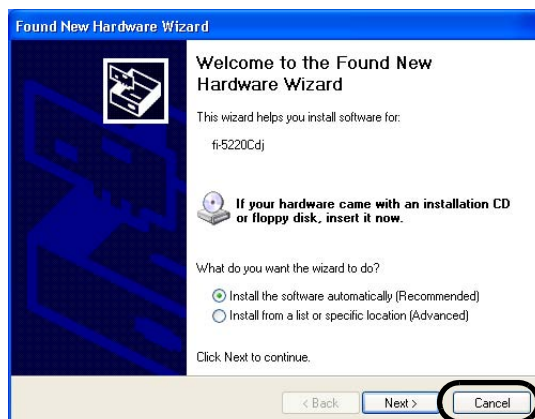 Found New Hardware Wizard
Welcome to the Found New
Hardware Wizard
This wizard helps you install software for:
fi-5220Cdj
If your hardware came with an installation CD
or floppy disk, insert it now.
What do you want the wizard to do?
Install the software automatically (Recommended)
Install from a list or specific location (Advanced)
Click Next to continue.
< Back
Next >
Cancel